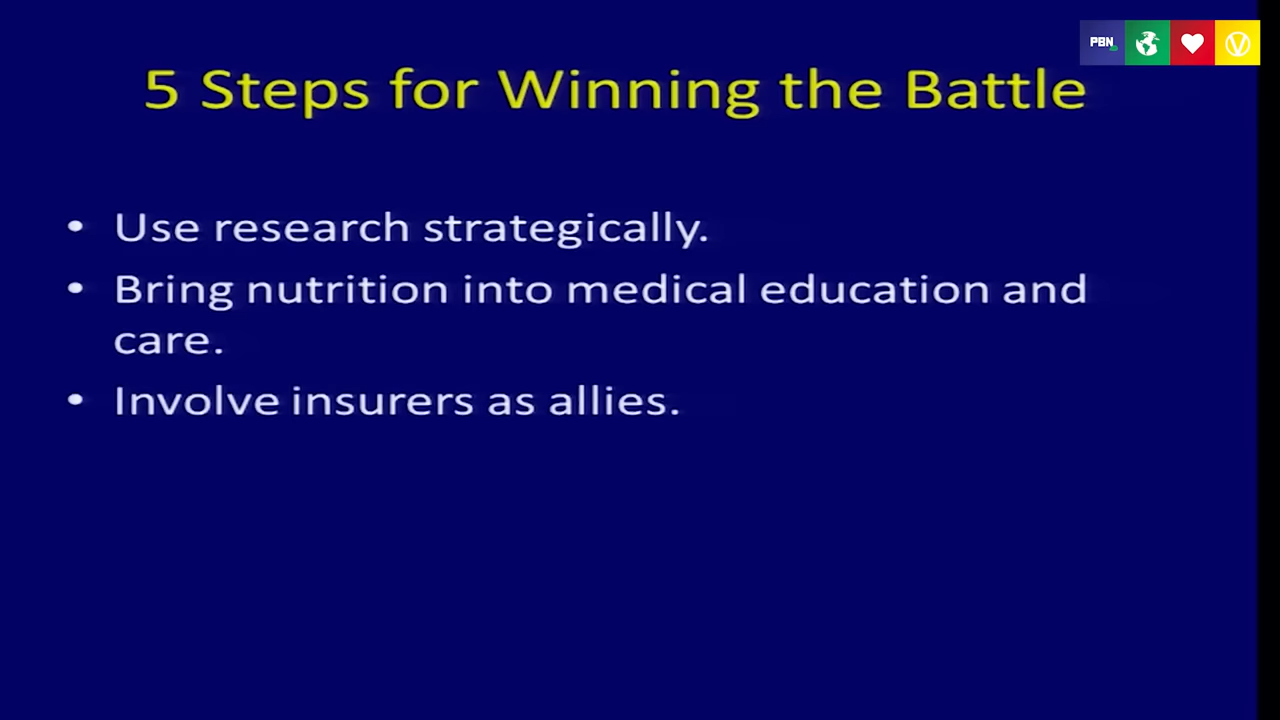 PBN
5 Steps for Winning the Battle
• Use research strategically.
• Bring nutrition into medical education and
care.
• Involve insurers as allies.